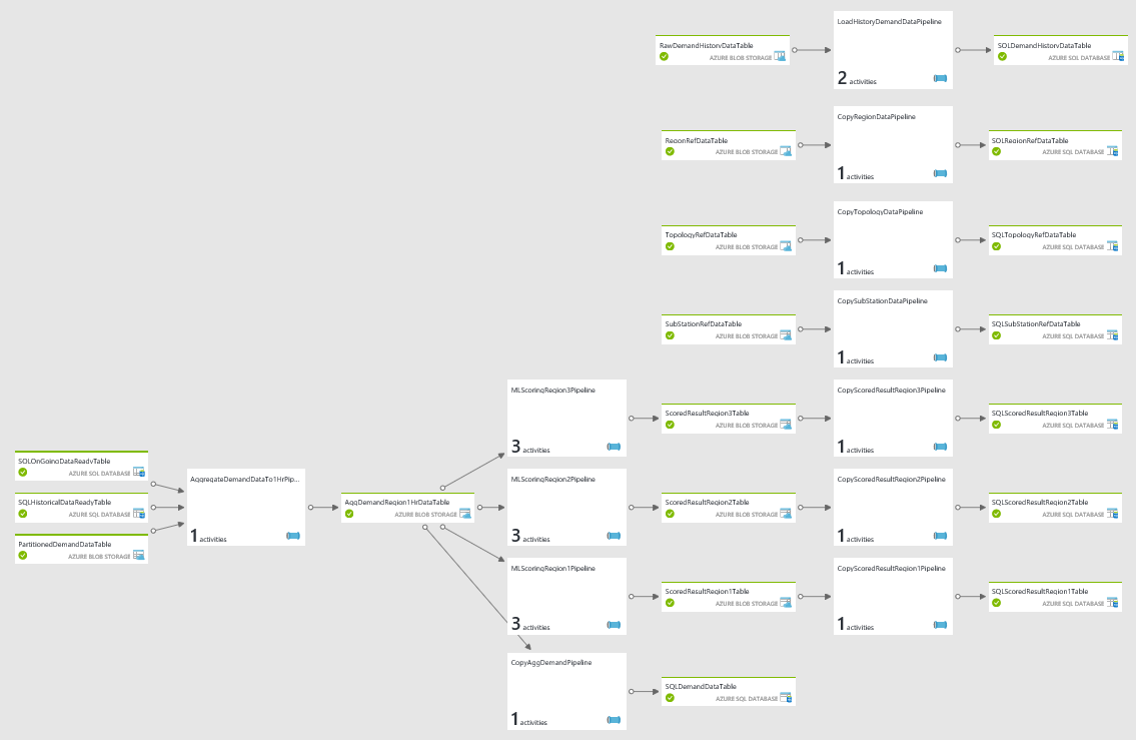 LoadHistoryDemandDataPipeline
RawDemandHistoryDataTable
AZURE BLOB STORAGE
2 activities
SQLDemandHistoryDataTable
AZURE SQL DATABASE
CopyRegionDataPipeline
RegionRefDataTable
AZURE BLOB STORAGE
1 activities
SQLRegionRefDataTable
AZURE SQL DATABASE
CopyTopologyDataPipeline
TopologyRefDataTable
AZURE BLOB STORAGE
1 activities
SQLTopologyRefDataTable
AZURE SQL DATABASE
CopySubStationDataPipeline
SubStationRefDataTable
AZURE BLOB STORAGE
1 activities
SQLSubStationRefDataTable
AZURE SQL DATABASE
MLScoringRegion3Pipeline
3 activities
ScoredResultRegion3Table
AZURE BLOB STORAGE
CopyScoredResultRegion3Pipeline
1 activities
SQLScoredResultRegion3Table
AZURE SQL DATABASE
SQLOnGoingDataReadyTable
AZURE SQL DATABASE
SQLHistoricalDataReadyTable
AZURE SQL DATABASE
PartitionedDemandDataTable
AZURE BLOB STORAGE
AggregateDemandDataTo1HrPip...
1 activities
AggDemandRegion1HrDataTable
AZURE BLOB STORAGE
MLScoringRegion2Pipeline
3 activities
ScoredResultRegion2Table
AZURE BLOB STORAGE
CopyScoredResultRegion2Pipeline
1 activities
SQLScoredResultRegion2Table
AZURE SQL DATABASE
MLScoringRegion1Pipeline
3 activities
ScoredResultRegion1Table
AZURE BLOB STORAGE
CopyScoredResultRegion1Pipeline
1 activities
SQLScoredResultRegion1Table
AZURE SQL DATABASE
CopyAggDemandPipeline
1 activities
SQLDemandDataTable
AZURE SQL DATABASE